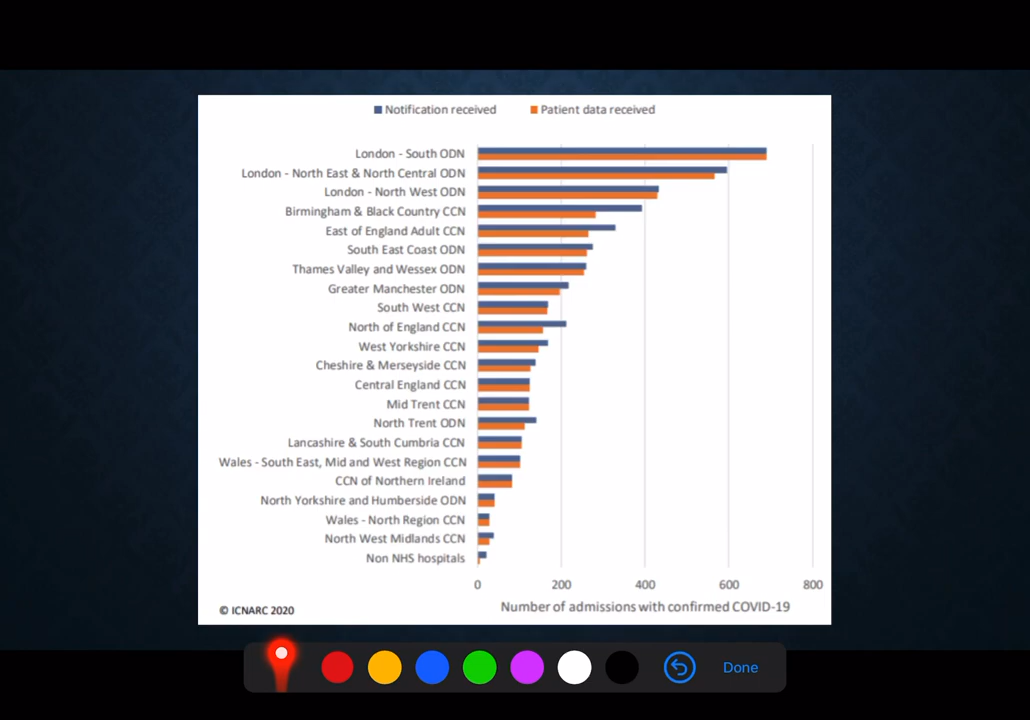 Notification received Patient data received
London - South ODN
London - North East & North Central ODN
London - North West ODN
Birmingham & Black Country CCN
East of England Adult CCN
South East Coast ODN
Thames Valley and Wessex ODN
Greater Manchester ODN
South West CCN
North of England CCN
West Yorkshire CCN
Cheshire & Merseyside CCN
Central England CCN
Mid Trent CCN
North Trent ODN
Lancashire & South Cumbria CCN
Wales - South East, Mid and West Region CCN
CCN of Northern Ireland
North Yorkshire and Humberside ODN
Wales - North Region CCN
North West Midlands CCN
Non NHS hospitals
0 200 400 600 800
Number of admissions with confirmed COVID-19
© ICNARC 2020
Done